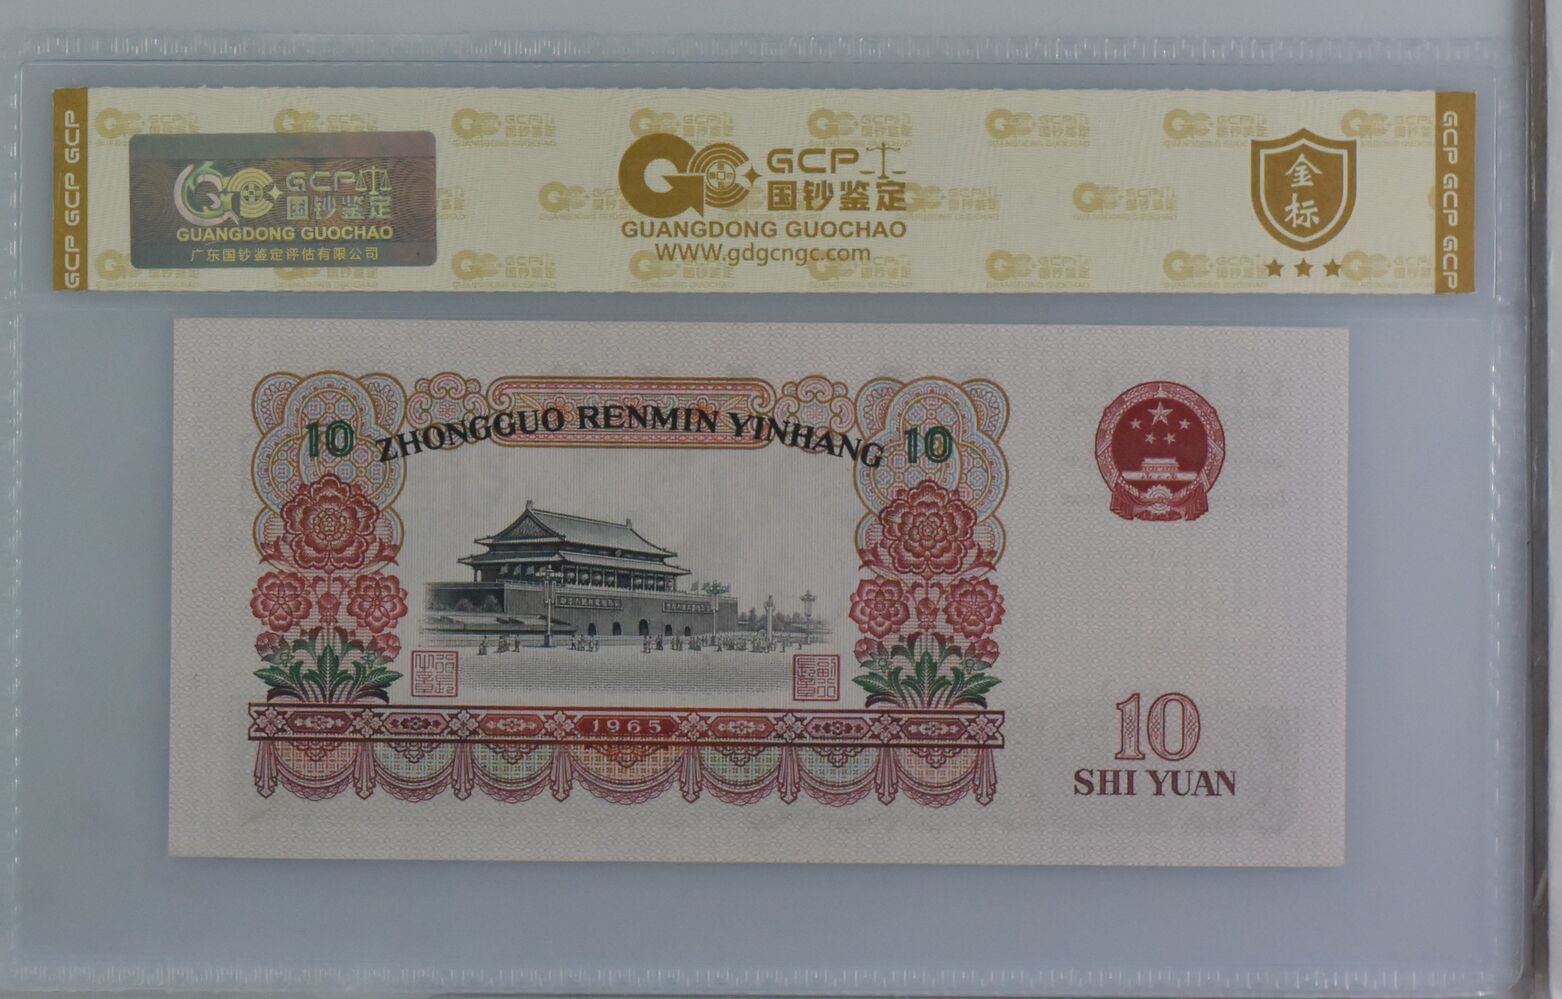 GCP GCP GCP
GCP
国钞鉴定
GUANGDONG GUOCHAO
广东国钞鉴定评估有限公司
GCP
国钞鉴定
GUANGDONG GUOCHAO
WWW.gdgcngc.com
金标
GCP GCP GCP
10 ZHONGGUO RENMIN YINHANG 10
1965
10
SHI YUAN